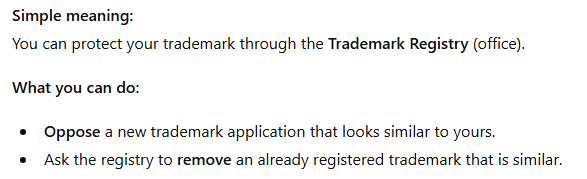 Simple meaning:
You can protect your trademark through the Trademark Registry (office).
What you can do:
• Oppose a new trademark application that looks similar to yours.
• Ask the registry to remove an already registered trademark that is similar.